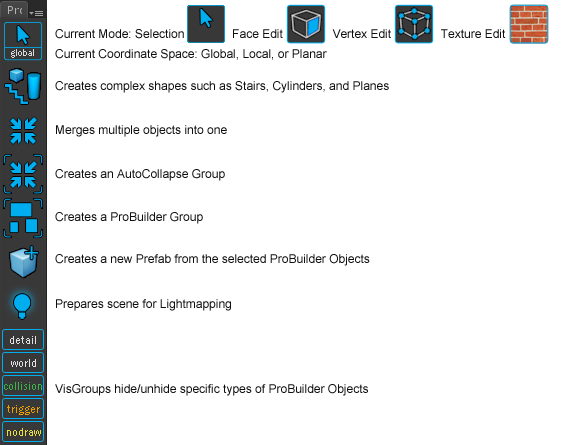 Pro
Current Mode: Selection Face Edit Vertex Edit Texture Edit
global
Current Coordinate Space: Global, Local, or Planar
Creates complex shapes such as Stairs, Cylinders, and Planes
Merges multiple objects into one
Creates an AutoCollapse Group
Creates a ProBuilder Group
Creates a new Prefab from the selected ProBuilder Objects
Prepares scene for Lightmapping
detail
world
collision
VisGroups hide/unhide specific types of ProBuilder Objects
trigger
nodraw